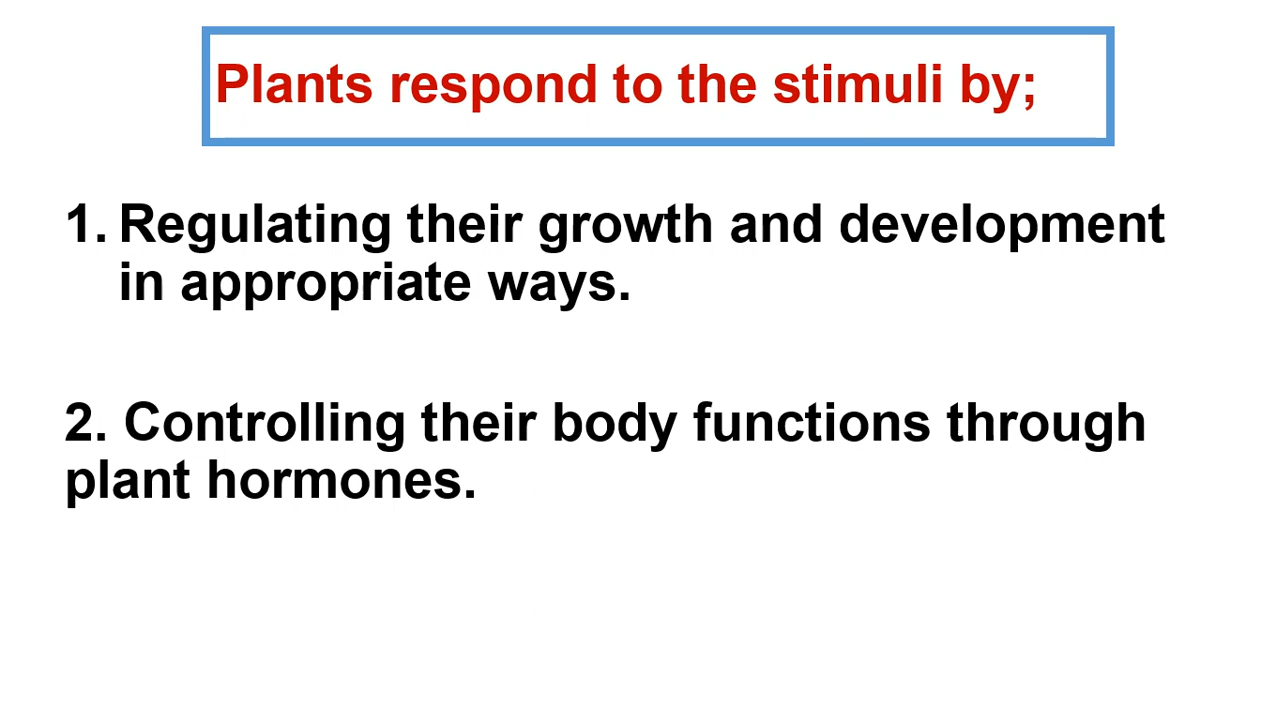 Plants respond to the stimuli by;
1. Regulating their growth and development
in appropriate ways.
2. Controlling their body functions through
plant hormones.